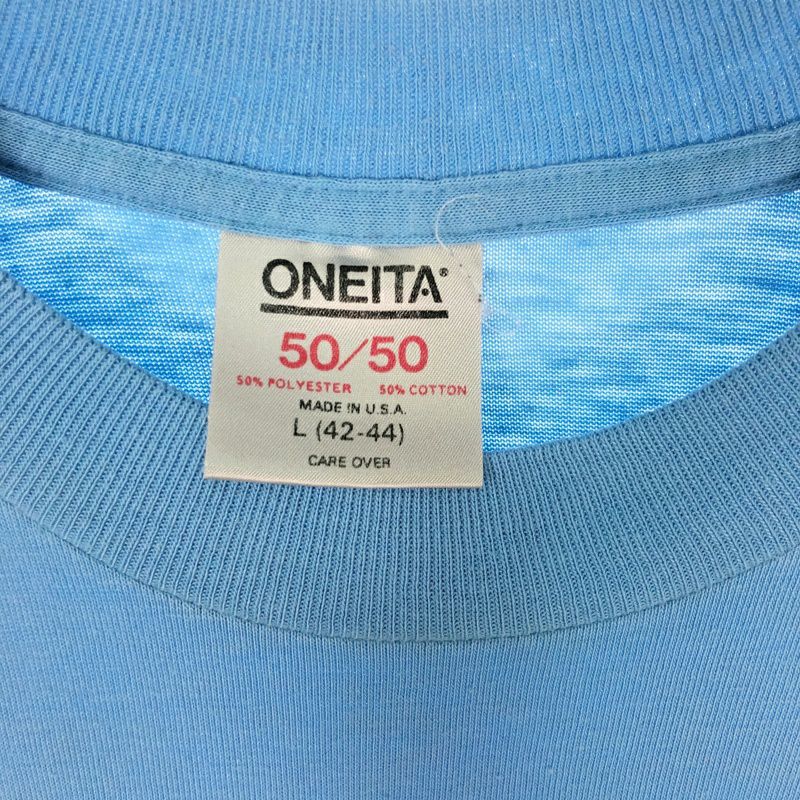 ONEITA®
50/50
50% POLYESTER 50% COTTON
MADE IN U.S.A.
L (42-44)
CARE OVER